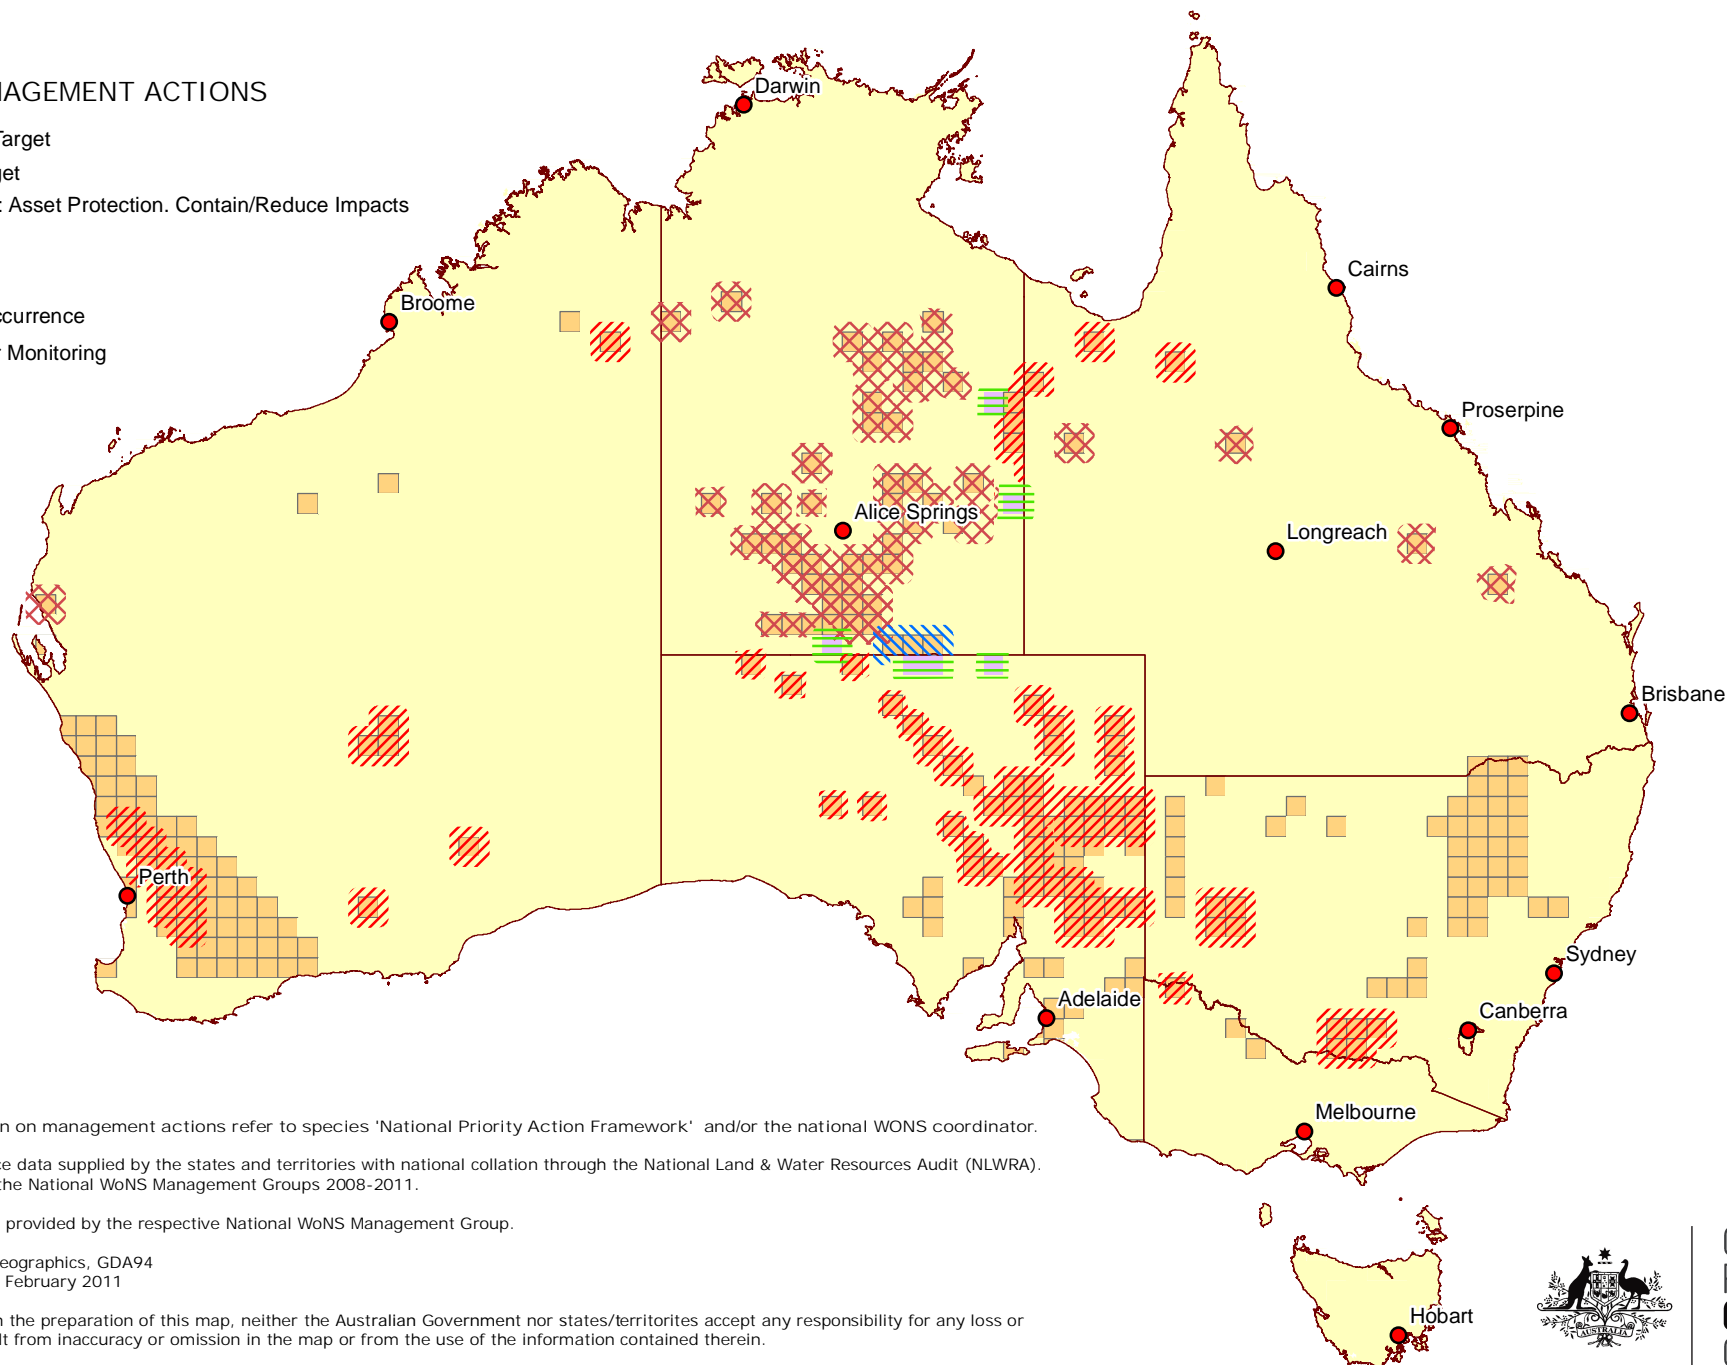 NAGEMENT ACTIONS
Target
get
: Asset Protection. Contain/Reduce Impacts
ccurrence
r Monitoring
Darwin
Broome
Cairns
Proserpine
Alice Springs
Longreach
Brisbane
Perth
Sydney
Adelaide
Canberra
Melbourne
Hobart
n on management actions refer to species 'National Priority Action Framework' and/or the national WONS coordinator.
ce data supplied by the states and territories with national collation through the National Land & Water Resources Audit (NLWRA).
the National WoNS Management Groups 2008-2011.
provided by the respective National WoNS Management Group.
eographics, GDA94
February 2011
n the preparation of this map, neither the Australian Government nor states/territorites accept any responsibility for any loss or
lt from inaccuracy or omission in the map or from the use of the information contained therein.
AUSTRALIA